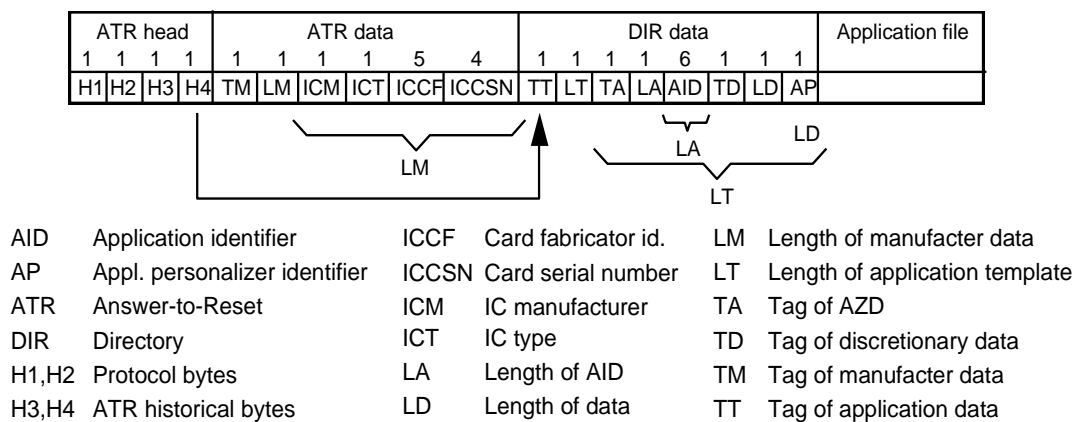 ATR head ATR data DIR data Application file
1 1 1 1 1 1 1 1 5 4 1 1 1 1 6 1 1 1
H1 H2 H3 H4 TM LM ICM ICT ICCF ICCSN TT LT TA LA AID TD LD AP
LM LA LD
LT
AID Application identifier ICCF Card fabricator id. LM Length of manufacter data
AP Appl. personalizer identifier ICCSN Card serial number LT Length of application template
ATR Answer-to-Reset ICM IC manufacturer TA Tag of AZD
DIR Directory ICT IC type TD Tag of discretionary data
H1,H2 Protocol bytes LA Length of AID TM Tag of manufacter data
H3,H4 ATR historical bytes LD Length of data TT Tag of application data